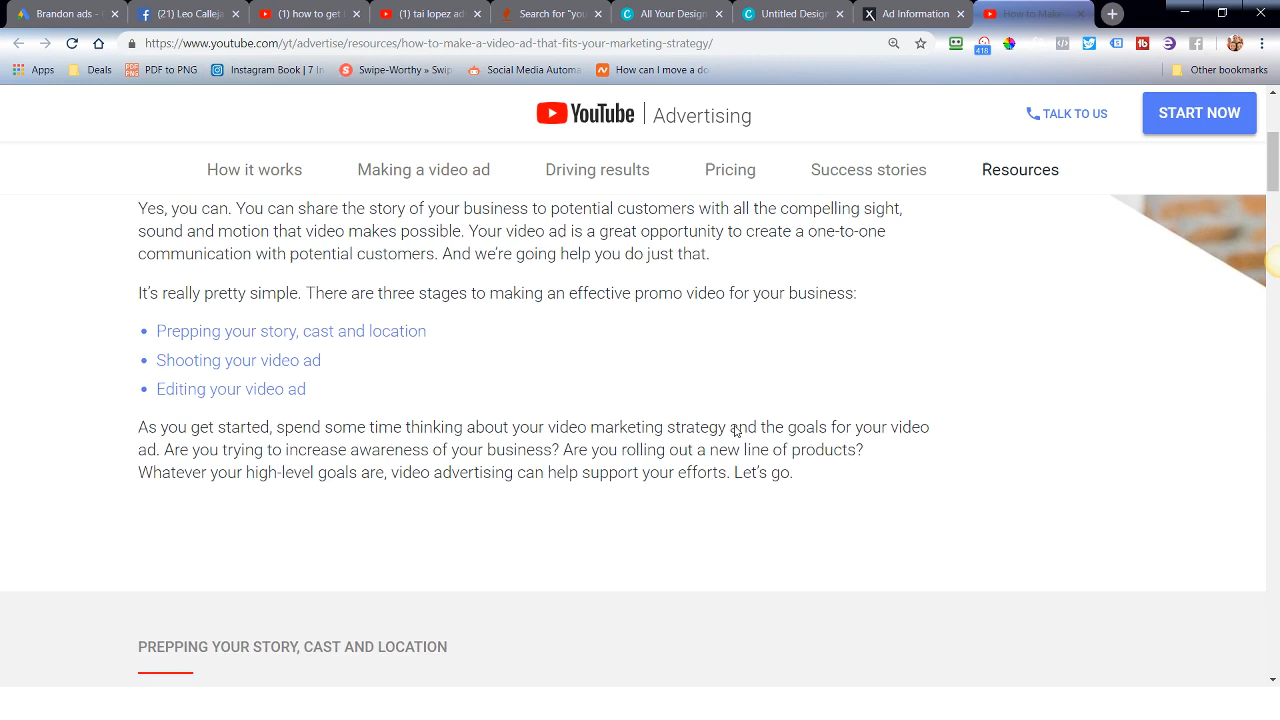 Brandon ads -
(21) Leo Calleja
(1) how to get
(1) tai lopez ad
Search for "you
All Your Design
Untitled Design
Ad Information
How to Make
https://www.youtube.com/yt/advertise/resources/how-to-make-a-video-ad-that-fits-your-marketing-strategy/
418
Apps
Deals
PDF to PNG
Instagram Book | 7 In
Swipe-Worthy » Swip
Social Media Automa
How can I move a do
Other bookmarks
YouTube | Advertising
TALK TO US
START NOW
How it works
Making a video ad
Driving results
Pricing
Success stories
Resources
Yes, you can. You can share the story of your business to potential customers with all the compelling sight,
sound and motion that video makes possible. Your video ad is a great opportunity to create a one-to-one
communication with potential customers. And we're going help you do just that.
It's really pretty simple. There are three stages to making an effective promo video for your business:
• Prepping your story, cast and location
• Shooting your video ad
• Editing your video ad
As you get started, spend some time thinking about your video marketing strategy and the goals for your video
ad. Are you trying to increase awareness of your business? Are you rolling out a new line of products?
Whatever your high-level goals are, video advertising can help support your efforts. Let's go.
PREPPING YOUR STORY, CAST AND LOCATION